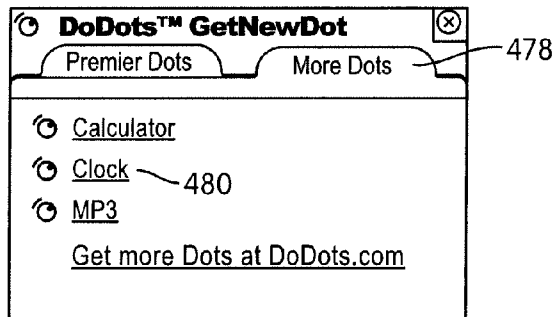 DoDots™ GetNewDot
Premier Dots
More Dots
478
Calculator
Clock
480
MP3
Get more Dots at DoDots.com